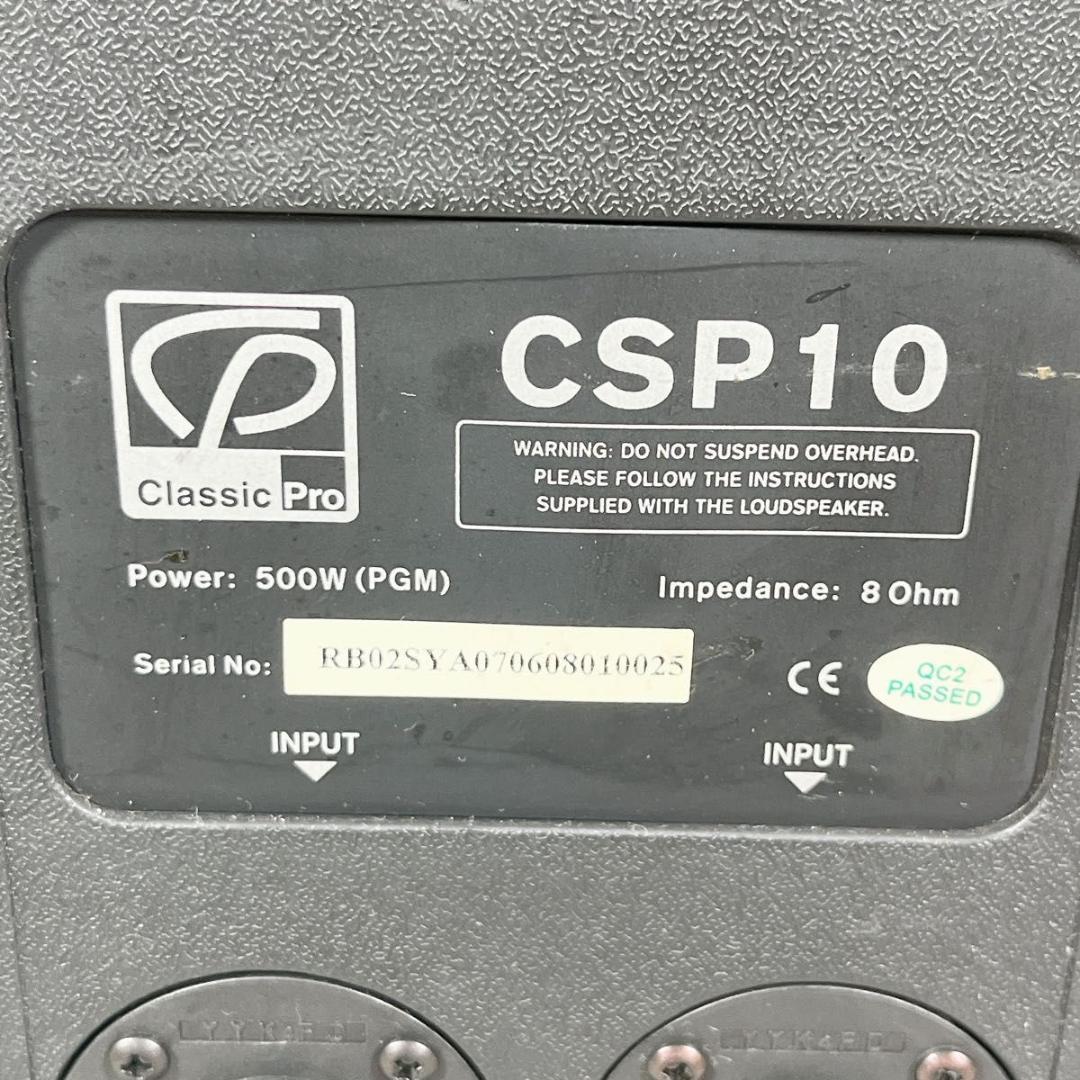 CSP10
Classic Pro
WARNING: DO NOT SUSPEND OVERHEAD.
PLEASE FOLLOW THE INSTRUCTIONS
SUPPLIED WITH THE LOUDSPEAKER.
Power: 500W (PGM)
Impedance: 8 Ohm
Serial No: RB02SYA070608010025
CE
QC2
PASSED
INPUT
INPUT